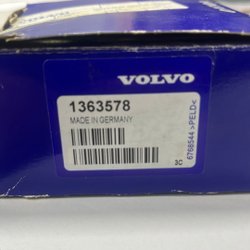 VOLVO
1363578
MADE IN GERMANY
3C
6768544 >PELD<